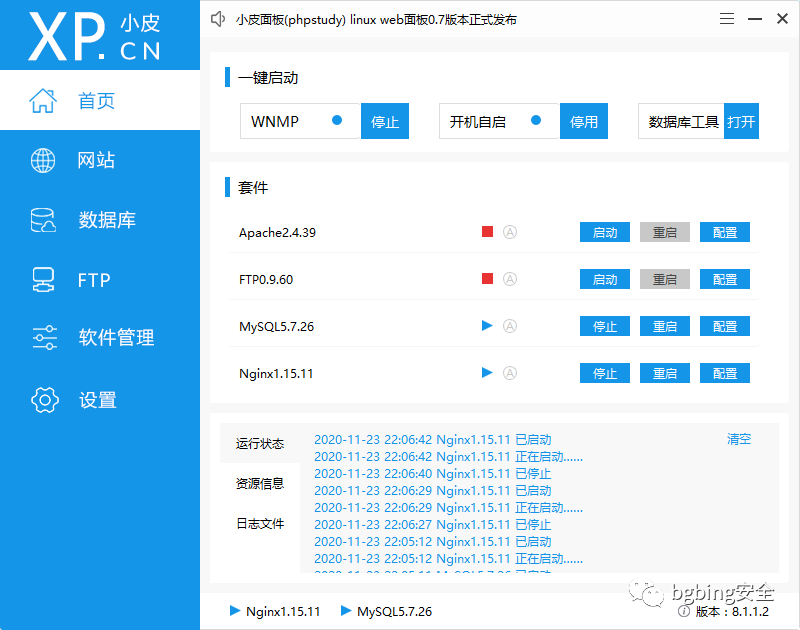 XP.CN 小皮
小皮面板(phpstudy) linux web面板0.7版本正式发布
首页
网站
数据库
FTP
软件管理
设置
一键启动
WNMP 停止 开机自启 停用 数据库工具 打开
套件
Apache2.4.39 A 启动 重启 配置
FTP0.9.60 A 启动 重启 配置
MySQL5.7.26 A 停止 重启 配置
Nginx1.15.11 A 停止 重启 配置
运行状态
资源信息
日志文件
2020-11-23 22:06:42 Nginx1.15.11 已启动 清空
2020-11-23 22:06:42 Nginx1.15.11 正在启动......
2020-11-23 22:06:40 Nginx1.15.11 已停止
2020-11-23 22:06:29 Nginx1.15.11 已启动
2020-11-23 22:06:29 Nginx1.15.11 正在启动......
2020-11-23 22:06:27 Nginx1.15.11 已停止
2020-11-23 22:05:12 Nginx1.15.11 已启动
2020-11-23 22:05:12 Nginx1.15.11 正在启动......
Nginx1.15.11 MySQL5.7.26
bgbing安全
版本：8.1.1.2